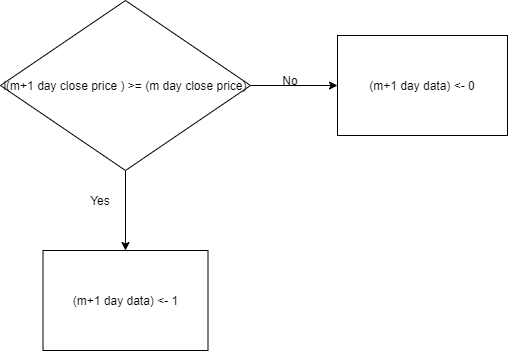 ((m+1 day close price ) >= (m day close price)
No
(m+1 day data) <- 0
Yes
(m+1 day data) <- 1